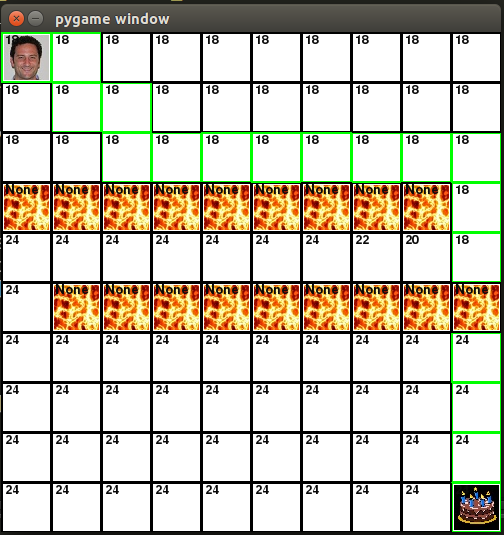 pygame window
18 18 18 18 18 18 18 18 18 18
18 18 18 18 18 18 18 18 18 18
18 18 18 18 18 18 18 18 18 18
None None None None None None None None None 18
24 24 24 24 24 24 24 22 20 18
24 None None None None None None None None None
24 24 24 24 24 24 24 24 24 24
24 24 24 24 24 24 24 24 24 24
24 24 24 24 24 24 24 24 24 24
24 24 24 24 24 24 24 24 24